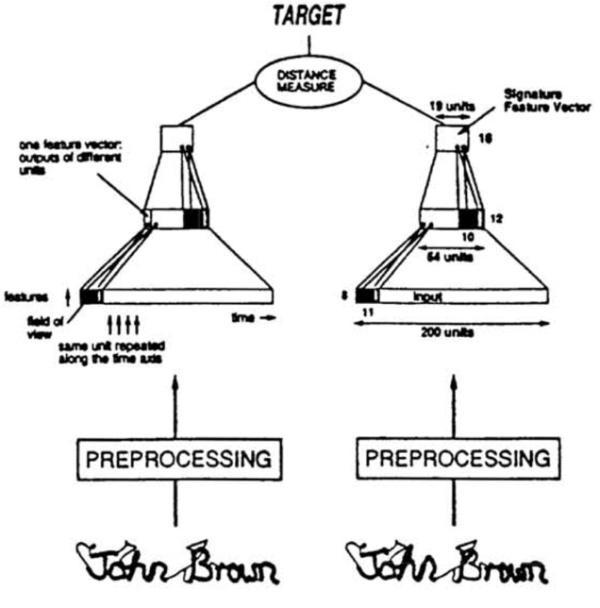 TARGET
DISTANCE
MEASURE
one feature vector:
outputs of different
units
19 units
Signature
Feature Vector
16
12
10
64 units
features
field of
view
time
same unit repeated
along the time axis
8
Input
11
200 units
PREPROCESSING
PREPROCESSING
John Brown
John Brown